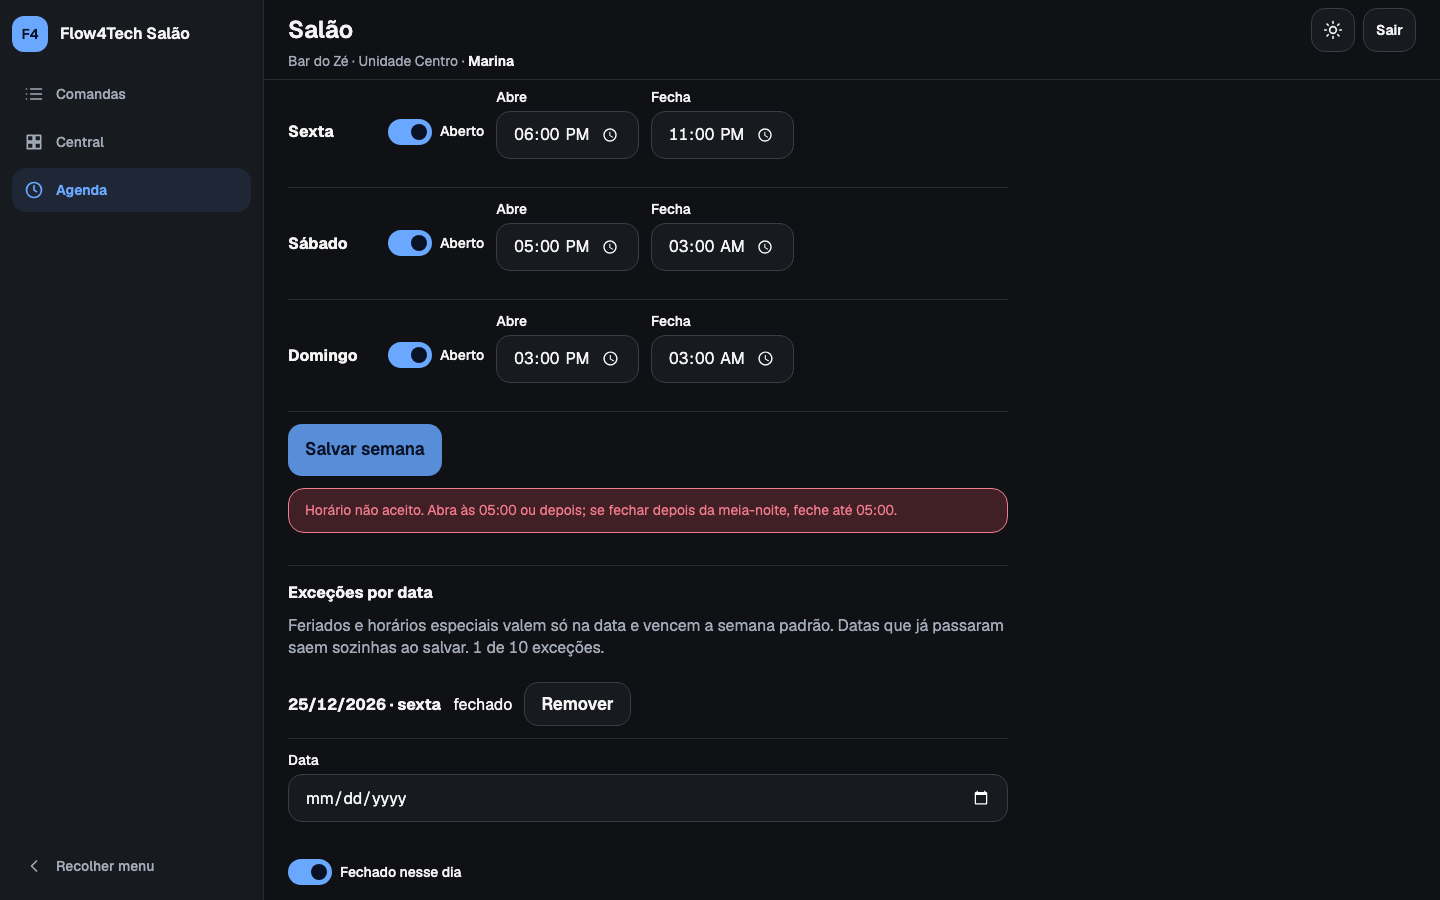 F4 Flow4Tech Salão
Comandas
Central
Agenda
Recolher menu
Salão
Bar do Zé · Unidade Centro · Marina
Sair
Abre Fecha
Sexta Aberto 06:00 PM 11:00 PM
Abre Fecha
Sábado Aberto 05:00 PM 03:00 AM
Abre Fecha
Domingo Aberto 03:00 PM 03:00 AM
Salvar semana
Horário não aceito. Abra às 05:00 ou depois; se fechar depois da meia-noite, feche até 05:00.
Exceções por data
Feriados e horários especiais valem só na data e vencem a semana padrão. Datas que já passaram
saem sozinhas ao salvar. 1 de 10 exceções.
25/12/2026 · sexta fechado Remover
Data
mm/dd/yyyy
Fechado nesse dia